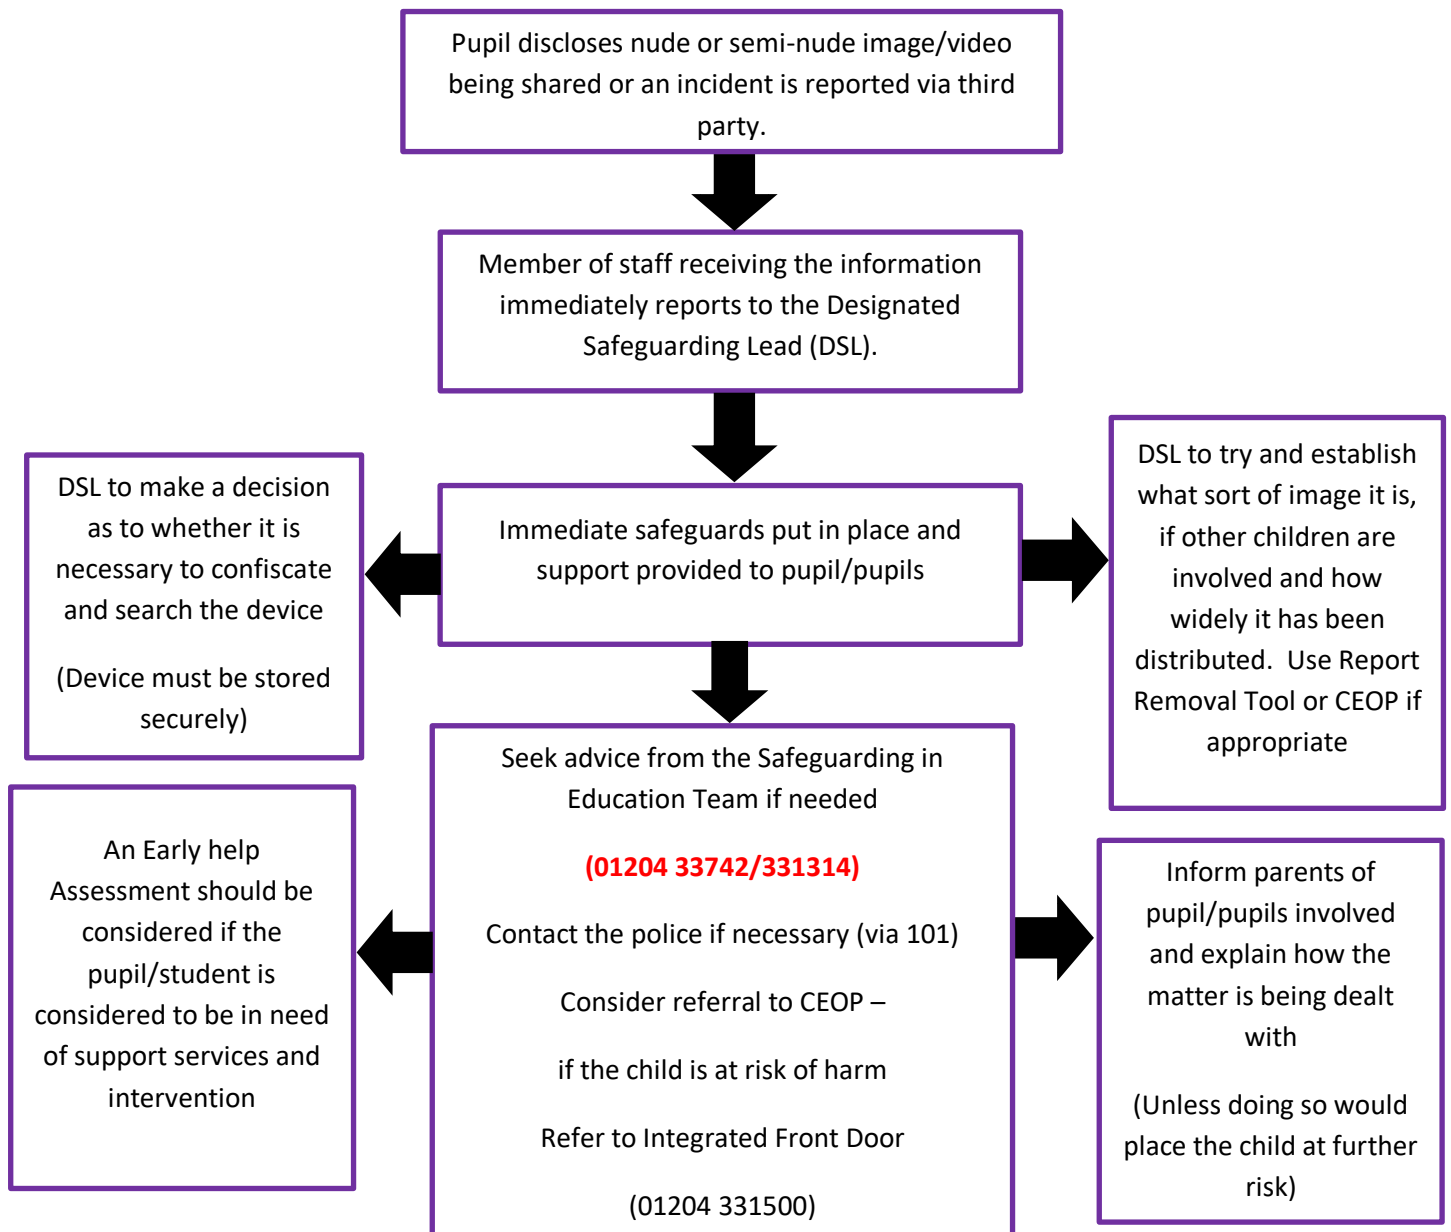 Pupil discloses nude or semi-nude image/video
being shared or an incident is reported via third
party.
Member of staff receiving the information
immediately reports to the Designated
Safeguarding Lead (DSL).
DSL to make a decision
as to whether it is
necessary to confiscate
and search the device
(Device must be stored
securely)
Immediate safeguards put in place and
support provided to pupil/pupils
DSL to try and establish
what sort of image it is,
if other children are
involved and how
widely it has been
distributed.  Use Report
Removal Tool or CEOP if
appropriate
An Early help
Assessment should be
considered if the
pupil/student is
considered to be in need
of support services and
intervention
Seek advice from the Safeguarding in
Education Team if needed
(01204 33742/331314)
Contact the police if necessary (via 101)
Consider referral to CEOP –
if the child is at risk of harm
Refer to Integrated Front Door
(01204 331500)
Inform parents of
pupil/pupils involved
and explain how the
matter is being dealt
with
(Unless doing so would
place the child at further
risk)